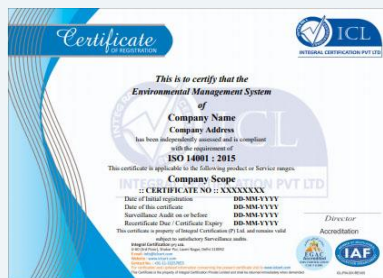 Certificate
OF REGISTRATION
ICL
INTEGRAL CERTIFICATION PVT LTD
This is to certify that the
Environmental Management System
of
Company Name
Company Address
has been independently assessed and is compliant
with the requirement of
ISO 14001 : 2015
This certificate is applicable to the following product or Service ranges.
Company Scope
:: CERTIFICATE NO :: XXXXXXXX
Date of Initial registration DD-MM-YYYY
Date of this certificate DD-MM-YYYY
Surveillance Audit on or before DD-MM-YYYY
Recertificate Due / Certificate Expiry DD-MM-YYYY
This certificate is property of Integral Certification (P) Ltd. and remains valid
subject to satisfactory Surveillance audits.
Director
Accreditation
IAF